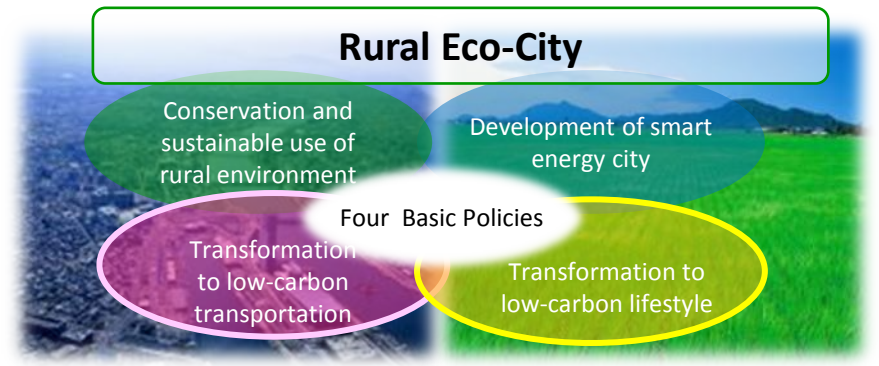 Rural Eco-City
Conservation and
sustainable use of
rural environment
Development of smart
energy city
Four Basic Policies
Transformation
to low-carbon
transportation
Transformation to
low-carbon lifestyle